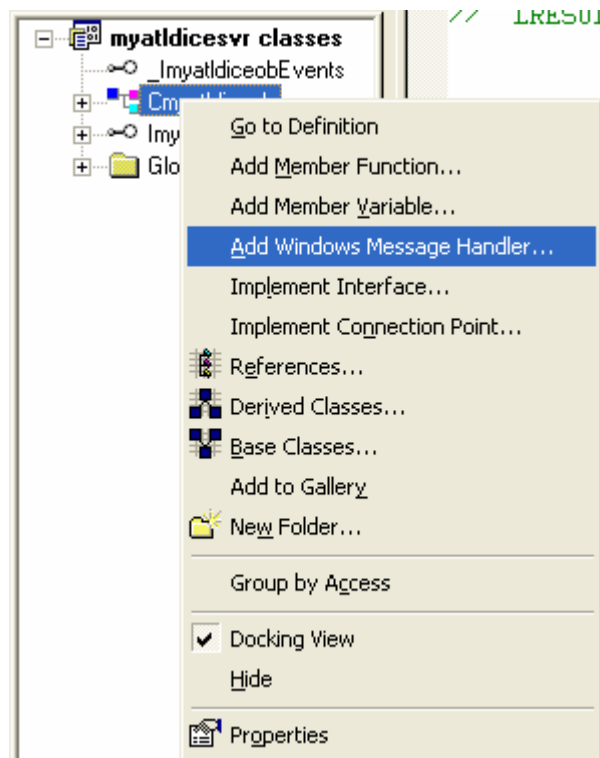 // LRESUL
myatldicesvr classes
_ImyatldiceobEvents
Go to Definition
Imy
Glo
Add Member Function...
Add Member Variable...
Add Windows Message Handler...
Implement Interface...
Implement Connection Point...
References...
Derived Classes...
Base Classes...
Add to Gallery
New Folder...
Group by Access
Docking View
Hide
Properties